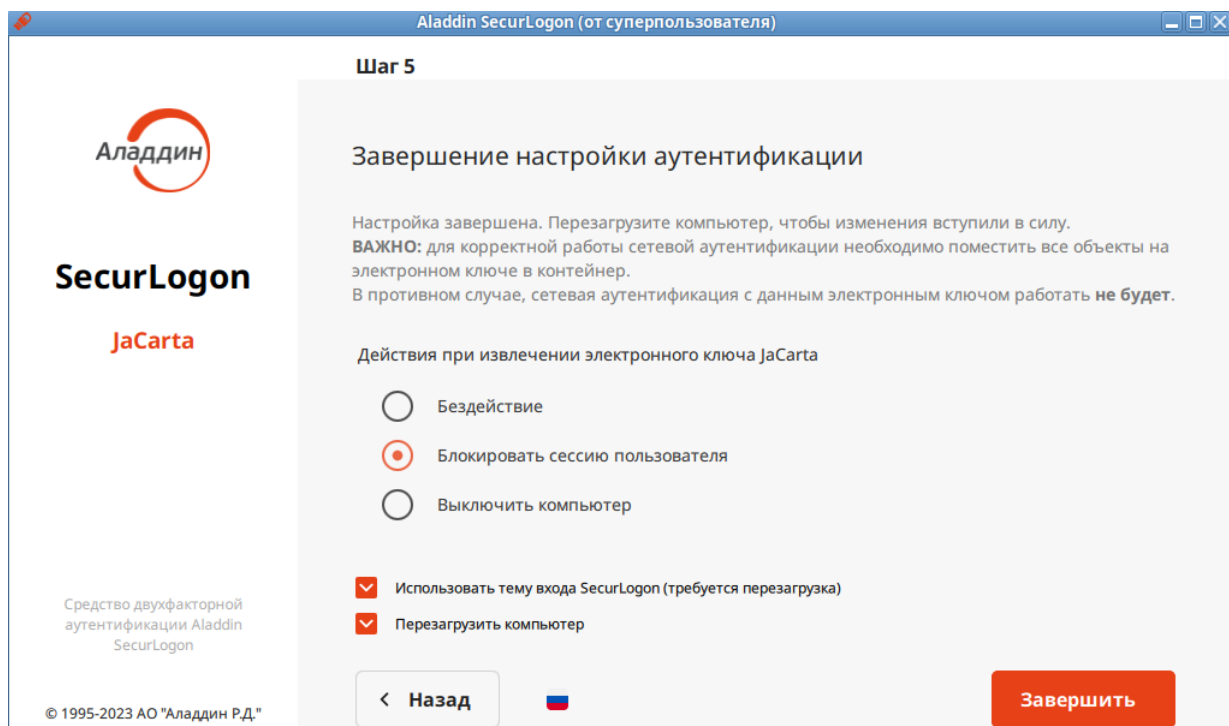 Aladdin SecurLogon (от суперпользователя)
Шаг 5
Аладдин
SecurLogon
JaCarta
Средство двухфакторной
аутентификации Aladdin
SecurLogon
© 1995-2023 АО "Аладдин Р.Д."
Завершение настройки аутентификации
Настройка завершена. Перезагрузите компьютер, чтобы изменения вступили в силу.
ВАЖНО: для корректной работы сетевой аутентификации необходимо поместить все объекты на
электронном ключе в контейнер.
В противном случае, сетевая аутентификация с данным электронным ключом работать не будет.
Действия при извлечении электронного ключа JaCarta
Бездействие
Блокировать сессию пользователя
Выключить компьютер
Использовать тему входа SecurLogon (требуется перезагрузка)
Перезагрузить компьютер
Назад
Завершить